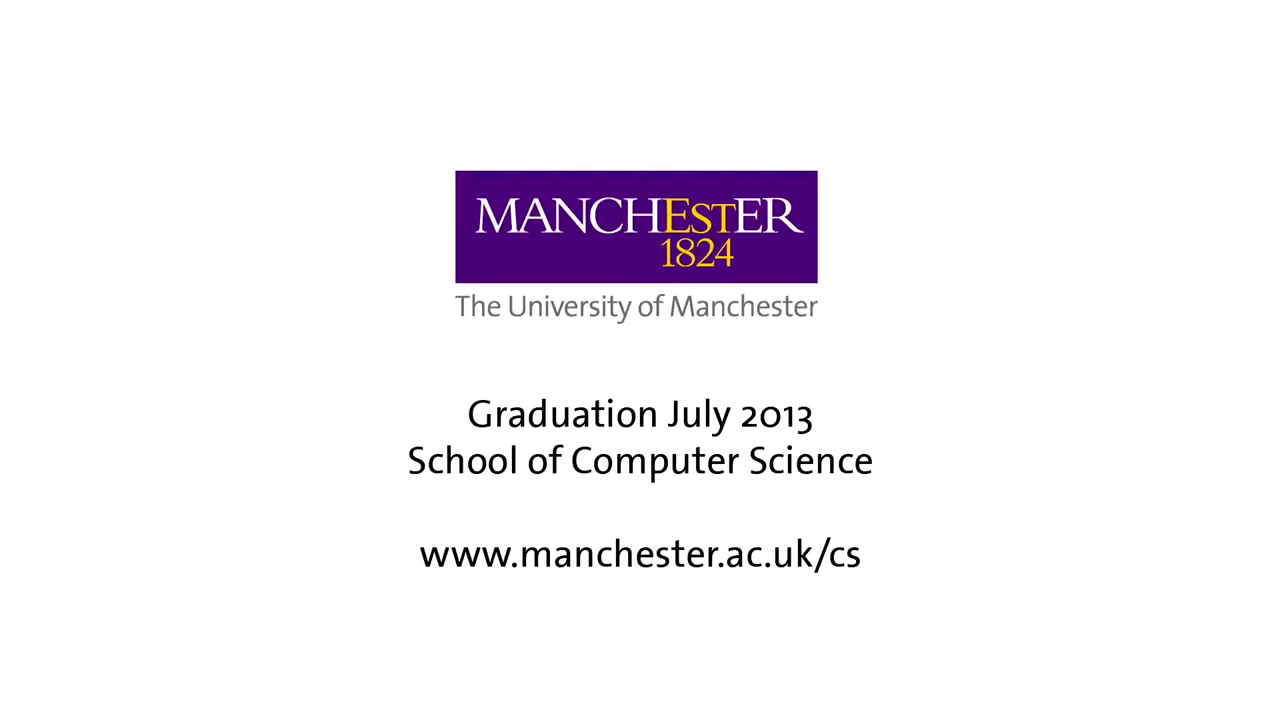 MANCHESTER
1824
The University of Manchester
Graduation July 2013
School of Computer Science
www.manchester.ac.uk/cs